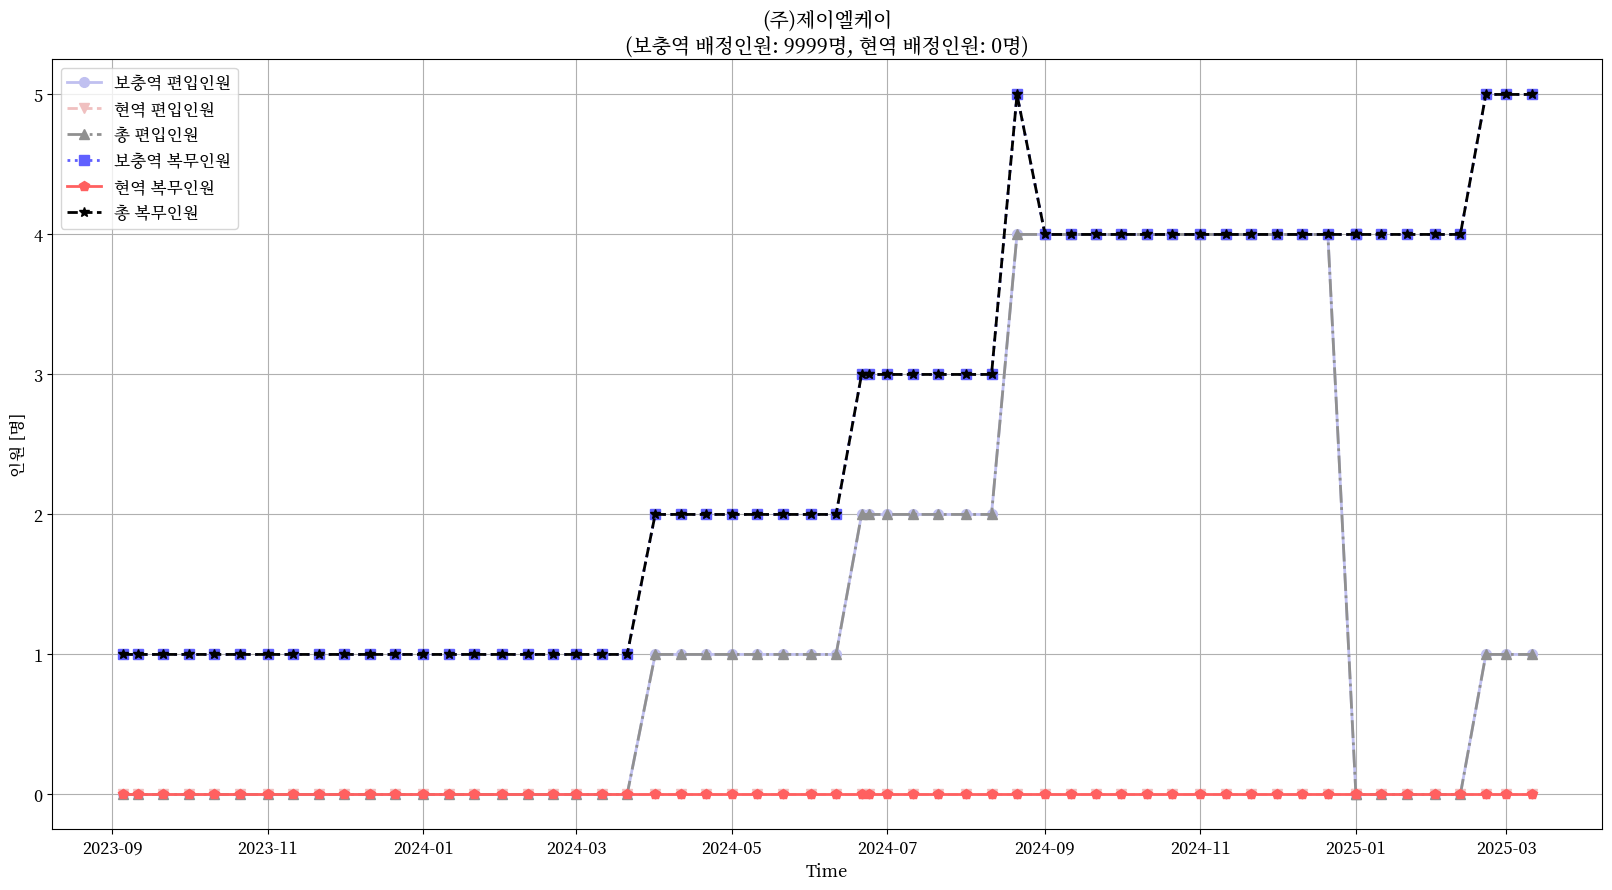 (주)제이엘케이
(보충역 배정인원: 9999명, 현역 배정인원: 0명)
보충역 편입인원
현역 편입인원
총 편입인원
보충역 복무인원
현역 복무인원
총 복무인원
인원 [명]
5
4
3
2
1
0
2023-09 2023-11 2024-01 2024-03 2024-05 2024-07 2024-09 2024-11 2025-01 2025-03
Time